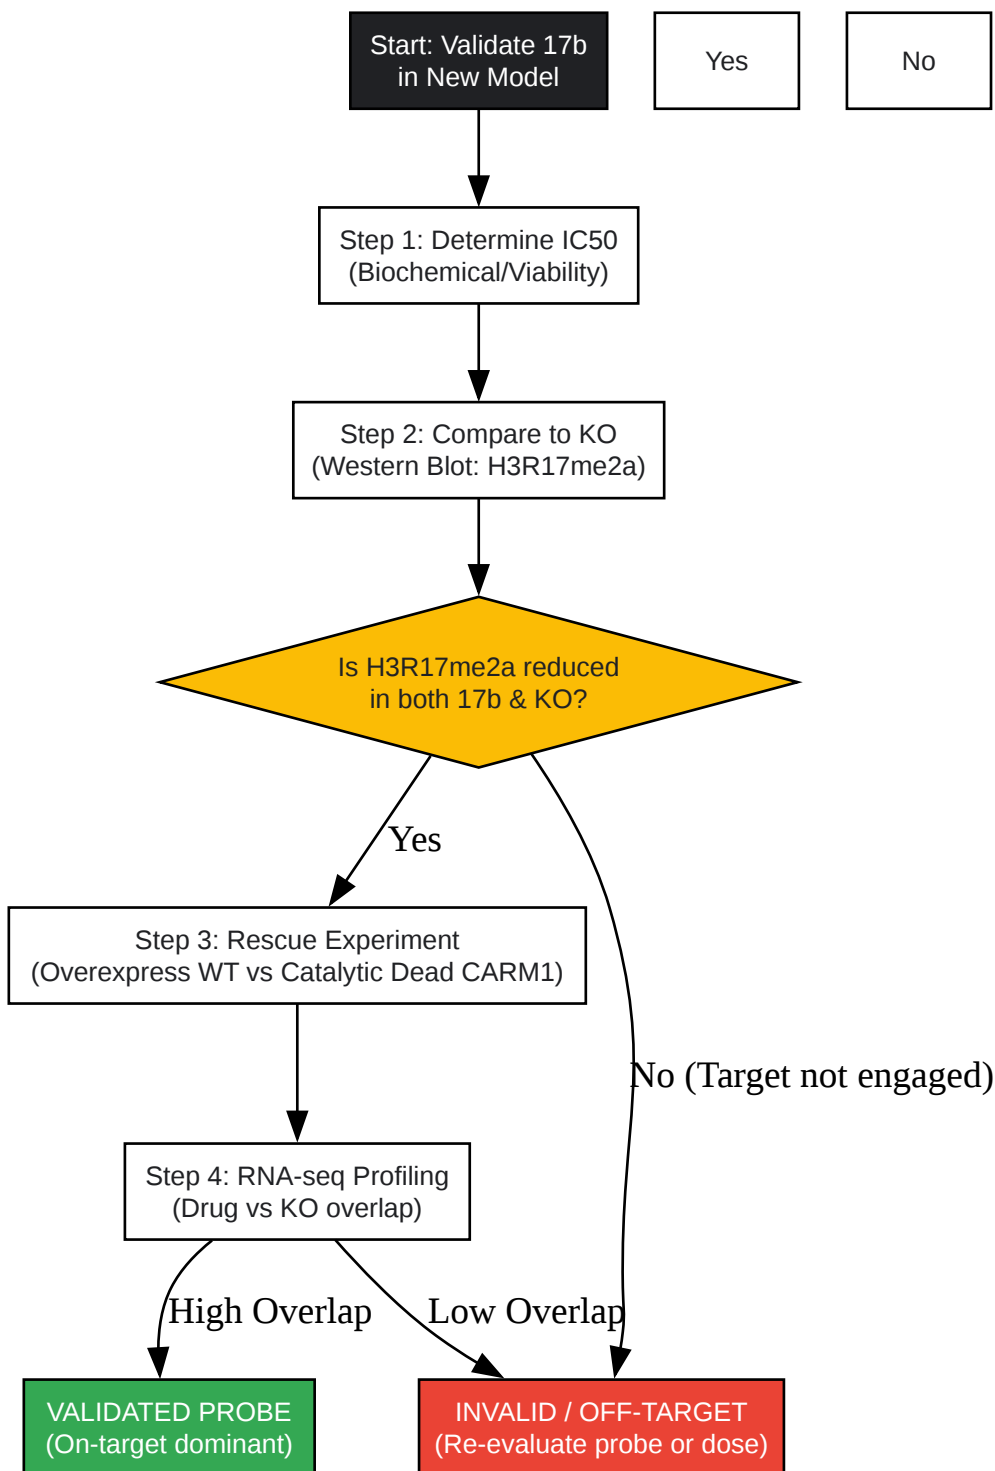 Start: Validate 17b
in New Model
Yes
No
Step 1: Determine IC50
(Biochemical/Viability)
Step 2: Compare to KO
(Western Blot: H3R17me2a)
Is H3R17me2a reduced
in both 17b & KO?
Yes
Step 3: Rescue Experiment
(Overexpress WT vs Catalytic Dead CARM1)
No (Target not engaged)
Step 4: RNA-seq Profiling
(Drug vs KO overlap)
High Overlap
Low Overlap
VALIDATED PROBE
(On-target dominant)
INVALID / OFF-TARGET
(Re-evaluate probe or dose)